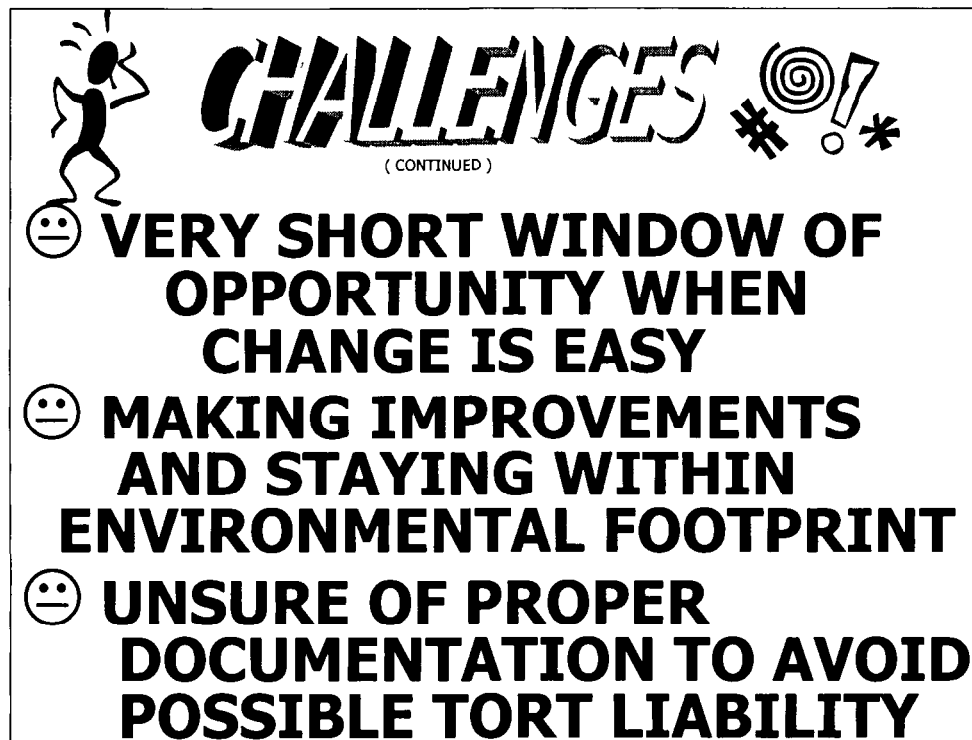 CHALLENGES
( CONTINUED )
VERY SHORT WINDOW OF
OPPORTUNITY WHEN
CHANGE IS EASY
MAKING IMPROVEMENTS
AND STAYING WITHIN
ENVIRONMENTAL FOOTPRINT
UNSURE OF PROPER
DOCUMENTATION TO AVOID
POSSIBLE TORT LIABILITY